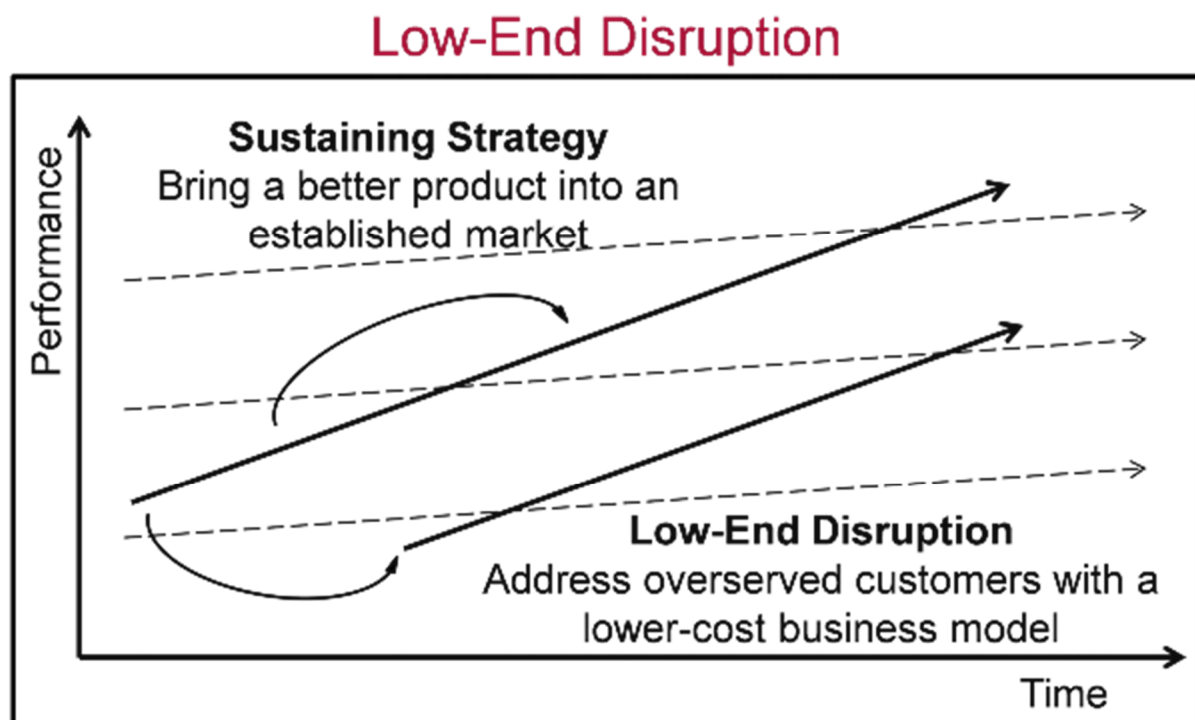 Low-End Disruption
Performance
Sustaining Strategy
Bring a better product into an
established market
Low-End Disruption
Address overserved customers with a
lower-cost business model
Time